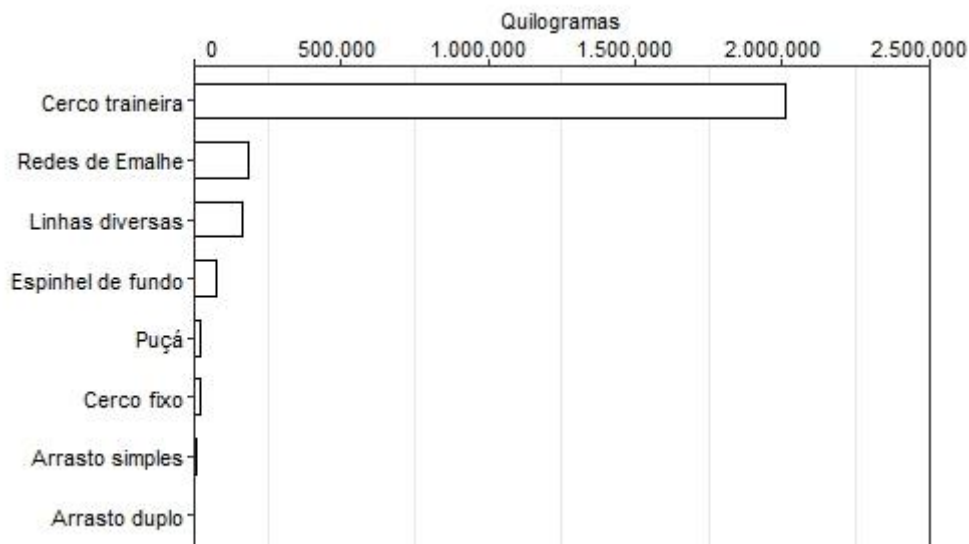 Quilogramas
0 500.000 1.000.000 1.500.000 2.000.000 2.500.000
Cerco traineira
Redes de Emalhe
Linhas diversas
Espinhel de fundo
Puçá
Cerco fixo
Arrasto simples
Arrasto duplo